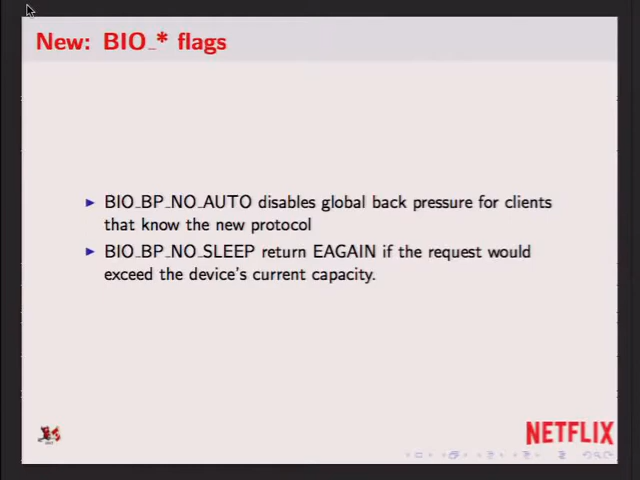 New: BIO_* flags
BIO_BP_NO_AUTO disables global back pressure for clients
that know the new protocol
BIO_BP_NO_SLEEP return EAGAIN if the request would
exceed the device's current capacity.
NETFLIX